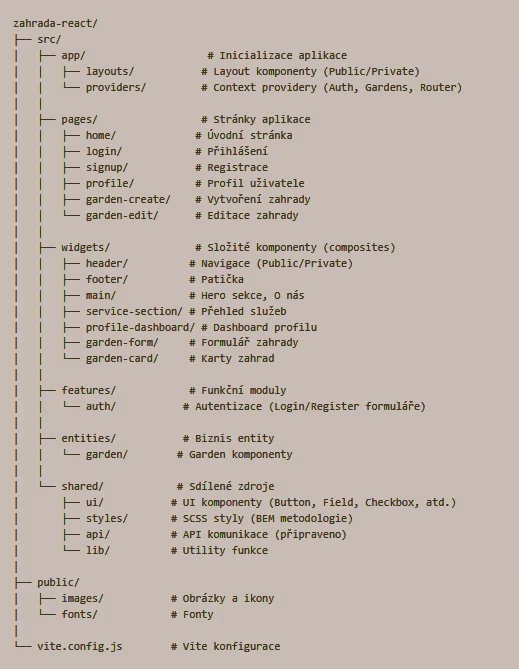 zahrada-react/
├── src/
│   ├── app/                    # Inicializace aplikace
│   │   ├── layouts/           # Layout komponenty (Public/Private)
│   │   └── providers/         # Context providery (Auth, Gardens, Router)
│   │
│   ├── pages/                 # Stránky aplikace
│   │   ├── home/             # Úvodní stránka
│   │   ├── login/            # Přihlášení
│   │   ├── signup/           # Registrace
│   │   ├── profile/          # Profil uživatele
│   │   ├── garden-create/    # Vytvoření zahrady
│   │   └── garden-edit/      # Editace zahrady
│   │
│   ├── widgets/              # Složité komponenty (composites)
│   │   ├── header/          # Navigace (Public/Private)
│   │   ├── footer/          # Patička
│   │   ├── main/            # Hero sekce, O nás
│   │   ├── service-section/ # Přehled služeb
│   │   ├── profile-dashboard/ # Dashboard profilu
│   │   ├── garden-form/     # Formulář zahrady
│   │   └── garden-card/     # Karty zahrad
│   │
│   ├── features/            # Funkční moduly
│   │   └── auth/           # Autentizace (Login/Register formuláře)
│   │
│   ├── entities/           # Biznis entity
│   │   └── garden/        # Garden komponenty
│   │
│   └── shared/            # Sdílené zdroje
│       ├── ui/           # UI komponenty (Button, Field, Checkbox, atd.)
│       ├── styles/       # SCSS styly (BEM metodologie)
│       ├── api/          # API komunikace (připraveno)
│       └── lib/          # Utility funkce
│
├── public/
│   ├── images/           # Obrázky a ikony
│   └── fonts/            # Fonty
│
└── vite.config.js        # Vite konfigurace